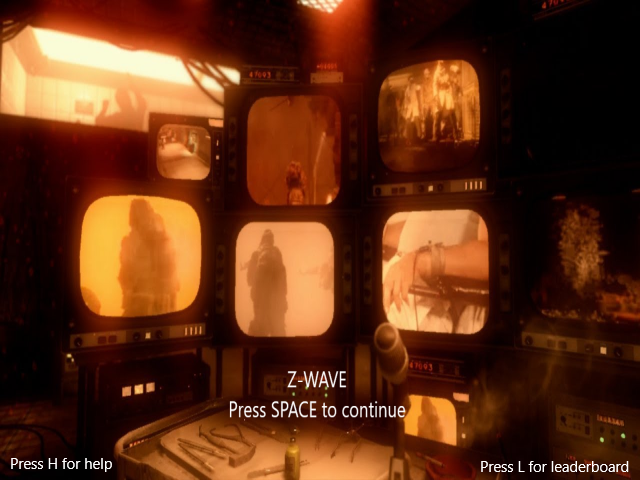 Z-WAVE
Press SPACE to continue
Press H for help
Press L for leaderboard